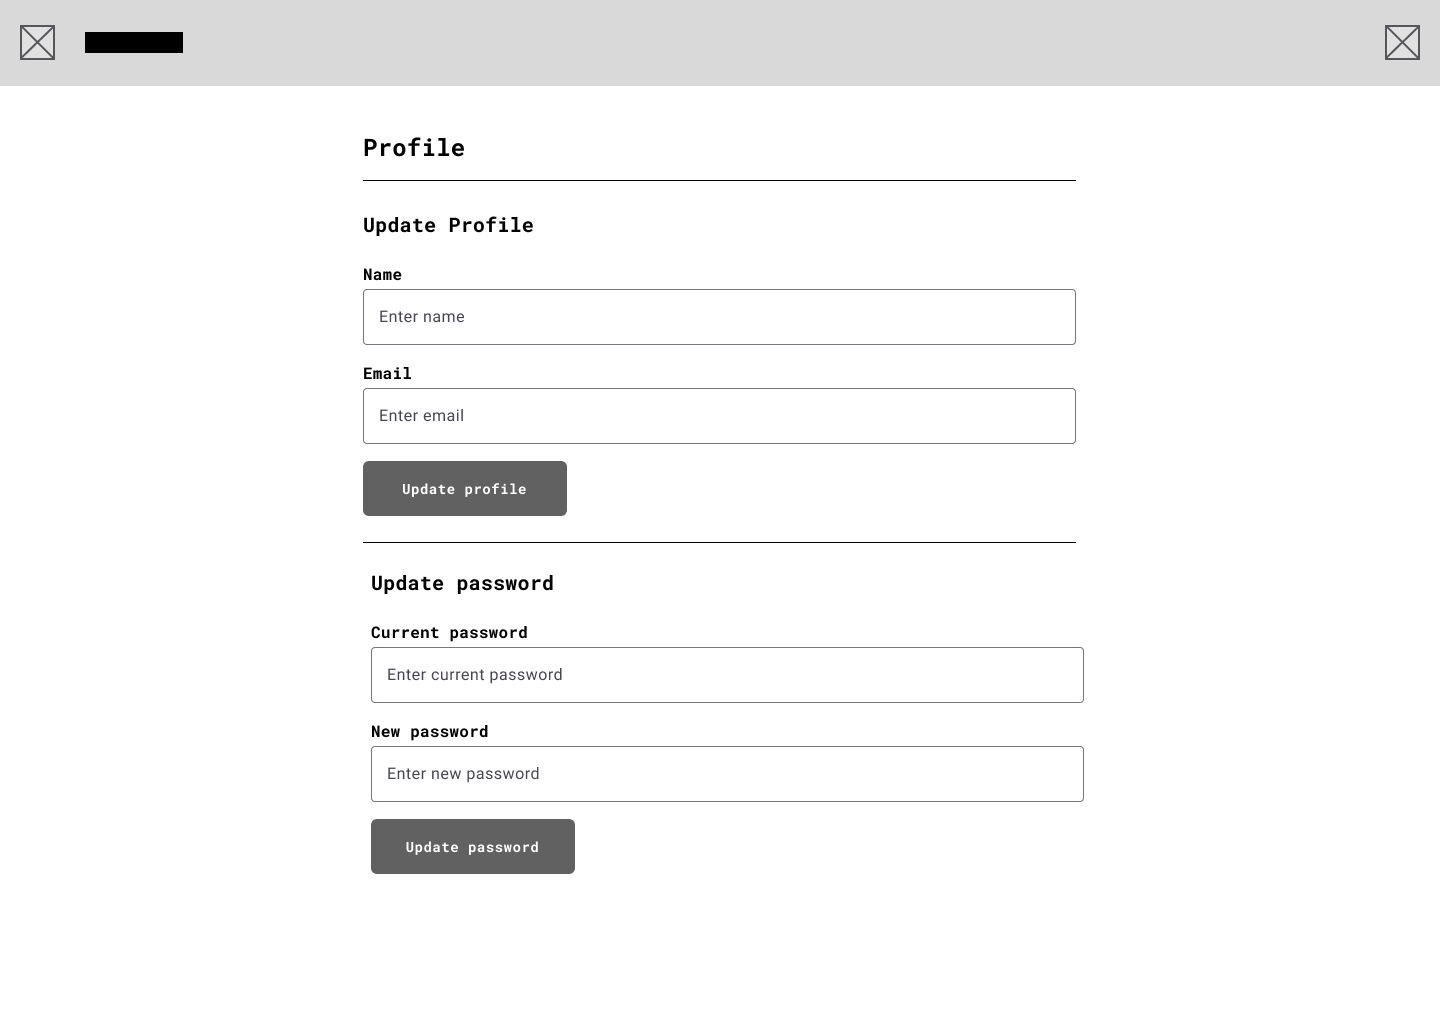 Profile
Update Profile
Name
Enter name
Email
Enter email
Update profile
Update password
Current password
Enter current password
New password
Enter new password
Update password